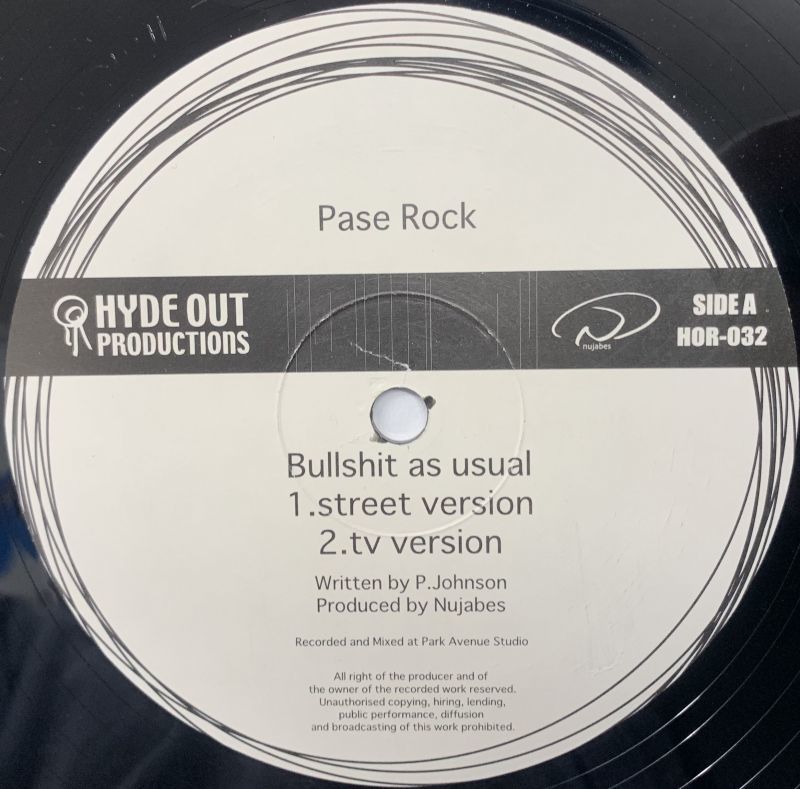 Pase Rock
HYDE OUT
PRODUCTIONS
nujabes
SIDE A
HOR-032
Bullshit as usual
1.street version
2.tv version
Written by P.Johnson
Produced by Nujabes
Recorded and Mixed at Park Avenue Studio
All right of the producer and of
the owner of the recorded work reserved.
Unauthorised copying, hiring, lending,
public performance, diffusion
and broadcasting of this work prohibited.